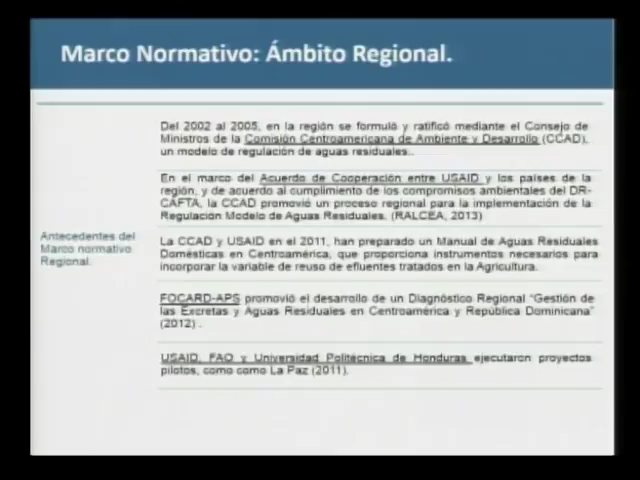 Marco Normativo: Ámbito Regional.
Del 2002 al 2005, en la región se formuló y ratificó mediante el Consejo de
Ministros de la Comisión Centroamericana de Ambiente y Desarrollo (CCAD),
un modelo de regulación de aguas residuales..
En el marco del Acuerdo de Cooperación entre USAID y los países de la
región, y de acuerdo al cumplimiento de los compromisos ambientales del DR-
CAFTA, la CCAD promovió un proceso regional para la implementación de la
Regulación Modelo de Aguas Residuales. (RALCEA, 2013)
Antecedentes del
Marco normativo
Regional.
La CCAD y USAID en el 2011, han preparado un Manual de Aguas Residuales
Domésticas en Centroamérica, que proporciona instrumentos necesarios para
incorporar la variable de reuso de efluentes tratados en la Agricultura.
FOCARD-APS promovió el desarrollo de un Diagnóstico Regional "Gestión de
las Excretas y Aguas Residuales en Centroamérica y República Dominicana"
(2012) .
USAID, FAO y Universidad Politécnica de Honduras ejecutaron proyectos
pilotos, como como La Paz (2011).